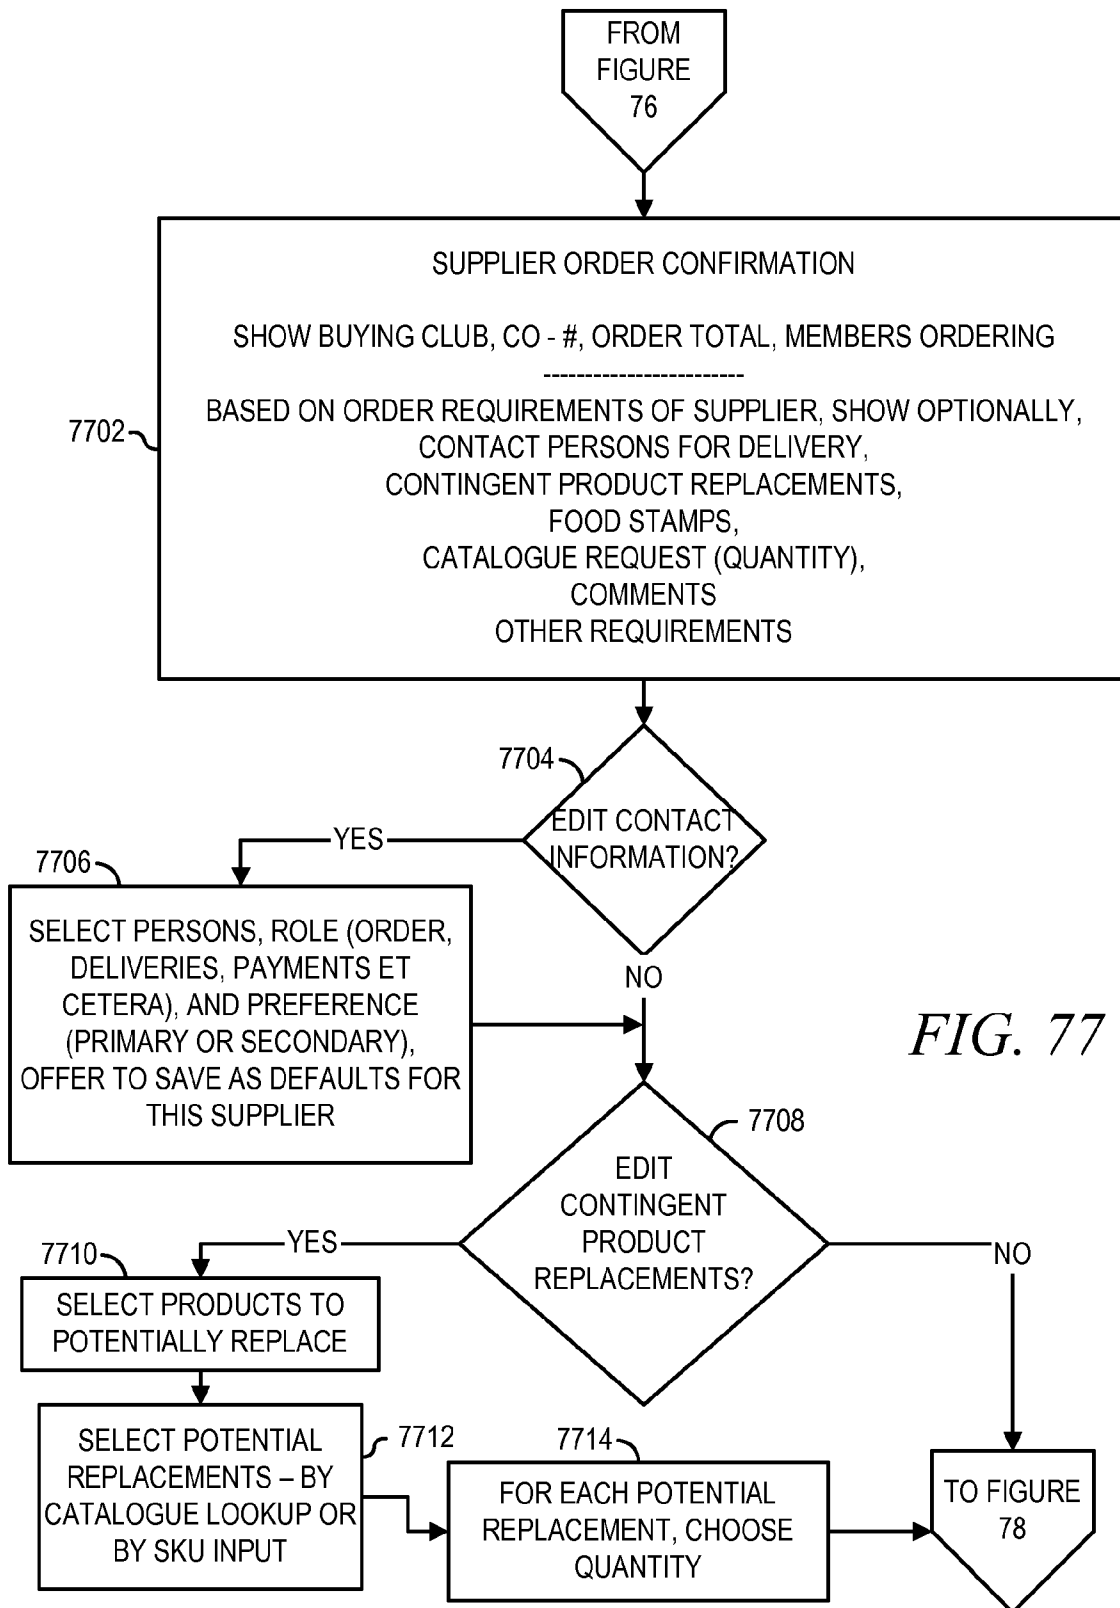 FROM
FIGURE
76
SUPPLIER ORDER CONFIRMATION
SHOW BUYING CLUB, CO - #, ORDER TOTAL, MEMBERS ORDERING
------------------------
BASED ON ORDER REQUIREMENTS OF SUPPLIER, SHOW OPTIONALLY,
CONTACT PERSONS FOR DELIVERY,
CONTINGENT PRODUCT REPLACEMENTS,
FOOD STAMPS,
CATALOGUE REQUEST (QUANTITY),
COMMENTS
OTHER REQUIREMENTS
7702
7704
EDIT CONTACT
INFORMATION?
YES
NO
7706
SELECT PERSONS, ROLE (ORDER,
DELIVERIES, PAYMENTS ET
CETERA), AND PREFERENCE
(PRIMARY OR SECONDARY),
OFFER TO SAVE AS DEFAULTS FOR
THIS SUPPLIER
FIG. 77
7708
EDIT
CONTINGENT
PRODUCT
REPLACEMENTS?
YES
NO
7710
SELECT PRODUCTS TO
POTENTIALLY REPLACE
7712
SELECT POTENTIAL
REPLACEMENTS – BY
CATALOGUE LOOKUP OR
BY SKU INPUT
7714
FOR EACH POTENTIAL
REPLACEMENT, CHOOSE
QUANTITY
TO FIGURE
78